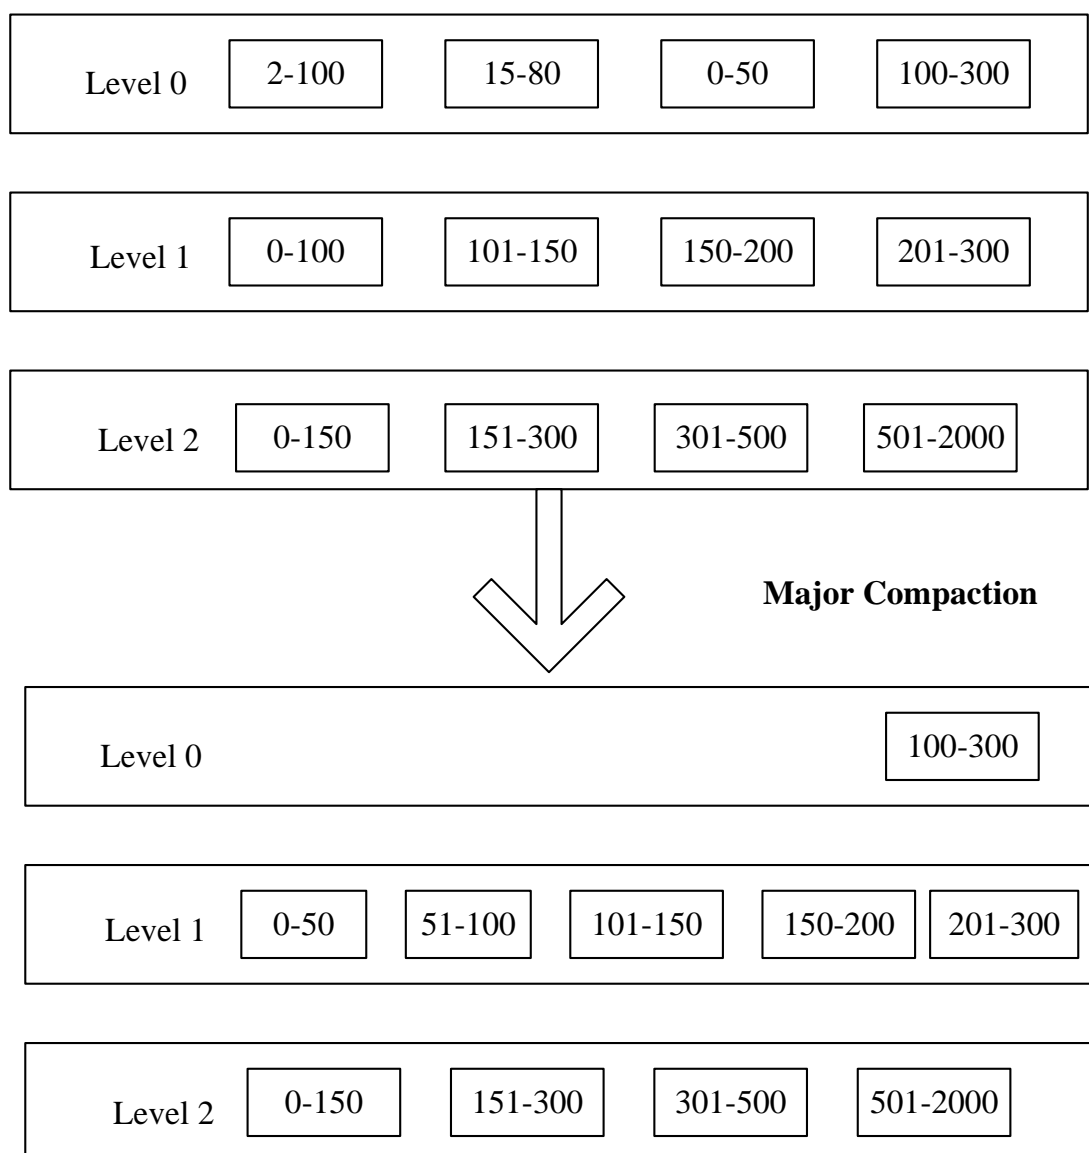 Level 0 2-100 15-80 0-50 100-300
Level 1 0-100 101-150 150-200 201-300
Level 2 0-150 151-300 301-500 501-2000
Major Compaction
Level 0 100-300
Level 1 0-50 51-100 101-150 150-200 201-300
Level 2 0-150 151-300 301-500 501-2000